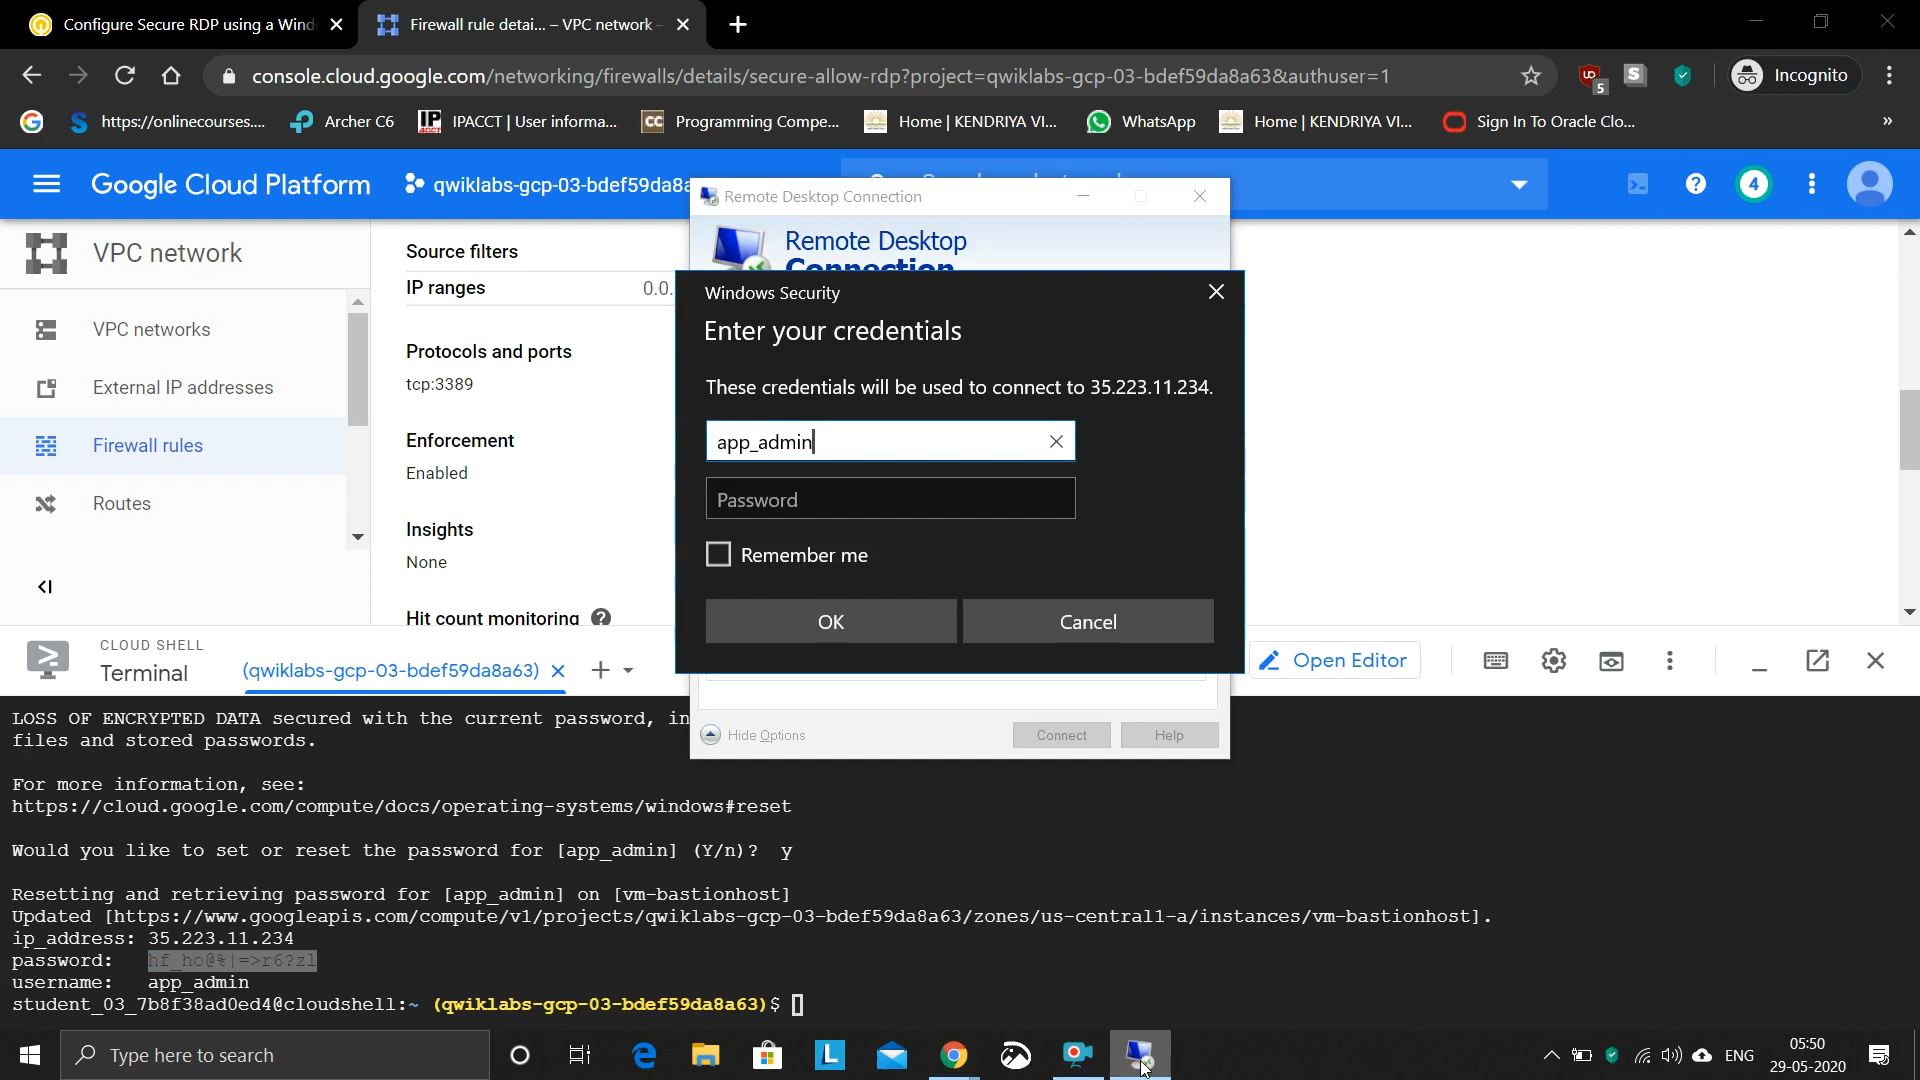 Configure Secure RDP using a Wind
Firewall rule detai... – VPC network –
console.cloud.google.com/networking/firewalls/details/secure-allow-rdp?project=qwiklabs-gcp-03-bdef59da8a63&authuser=1
5
S
Incognito
https://onlinecourses....
Archer C6
IPACCT | User informa...
Programming Compe...
Home | KENDRIYA VI...
WhatsApp
Home | KENDRIYA VI...
Sign In To Oracle Clo...
»
Google Cloud Platform
qwiklabs-gcp-03-bdef59da8a
4
Remote Desktop Connection
Remote Desktop
Connection
VPC network
VPC networks
External IP addresses
Firewall rules
Routes
Source filters
IP ranges 0.0.
Protocols and ports
tcp:3389
Enforcement
Enabled
Insights
None
Hit count monitoring
Windows Security
Enter your credentials
These credentials will be used to connect to 35.223.11.234.
app_admin
Password
Remember me
OK
Cancel
Hide Options
Connect
Help
CLOUD SHELL
Terminal
(qwiklabs-gcp-03-bdef59da8a63)
Open Editor
LOSS OF ENCRYPTED DATA secured with the current password, in
files and stored passwords.
For more information, see:
https://cloud.google.com/compute/docs/operating-systems/windows#reset
Would you like to set or reset the password for [app_admin] (Y/n)? y
Resetting and retrieving password for [app_admin] on [vm-bastionhost]
Updated [https://www.googleapis.com/compute/v1/projects/qwiklabs-gcp-03-bdef59da8a63/zones/us-central1-a/instances/vm-bastionhost].
ip_address: 35.223.11.234
password: hf_ho@%|=>r6?zl
username: app_admin
student_03_7b8f38ad0ed4@cloudshell:~ (qwiklabs-gcp-03-bdef59da8a63)$
Type here to search
ENG
05:50
29-05-2020